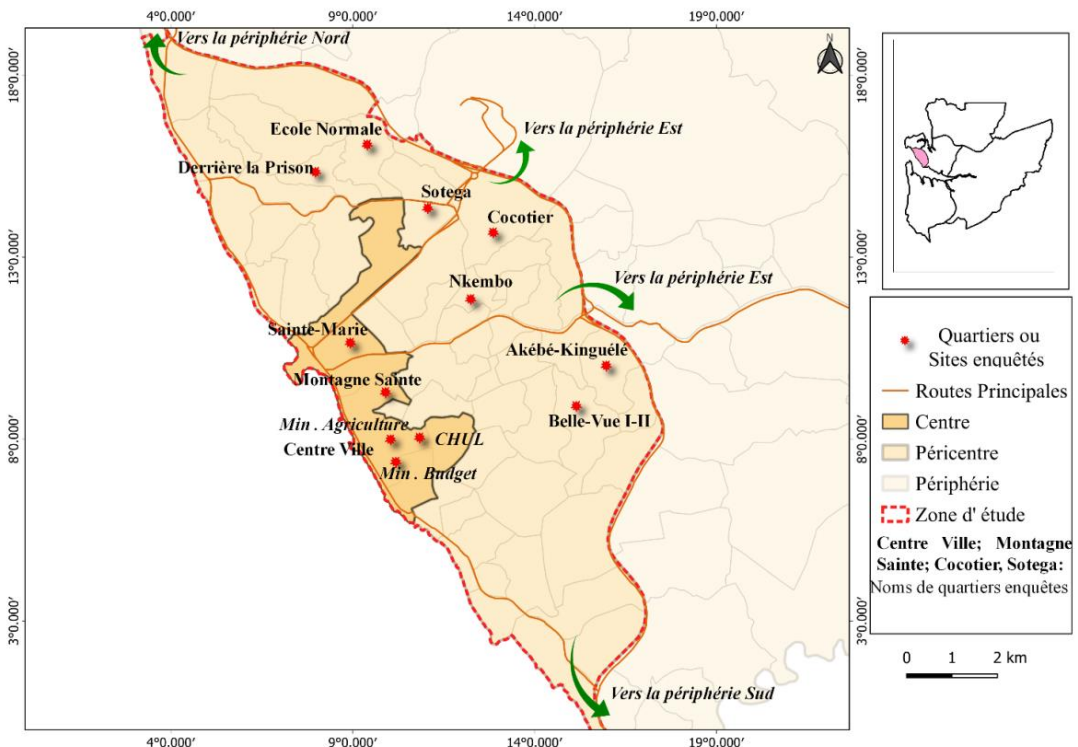 4°0.000'
9°0.000'
14°0.000'
19°0.000'
Vers la périphérie Nord
N
18°0.000'
18°0.000'
Ecole Normale
Vers la périphérie Est
Derrière la Prison
Sotega
Cocotier
13°0.000'
13°0.000'
Vers la périphérie Est
Nkembo
Sainte-Marie
Akébé-Kinguélé
Montagne Sainte
Belle-Vue I-II
Min . Agriculture
CHUL
Centre Ville
8°0.000'
8°0.000'
Min . Budget
3°0.000'
3°0.000'
Vers la périphérie Sud
4°0.000'
9°0.000'
14°0.000'
19°0.000'
Quartiers ou
Sites enquêtés
Routes Principales
Centre
Péricentre
Périphérie
Zone d' étude
Centre Ville; Montagne
Sainte; Cocotier, Sotega:
Noms de quartiers enquêtes
0 1 2 km